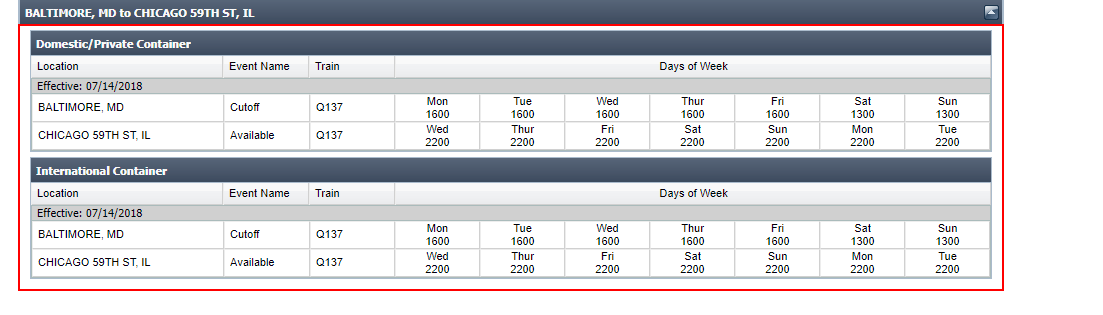 BALTIMORE, MD to CHICAGO 59TH ST, IL
Domestic/Private Container
Location Event Name Train Days of Week
Effective: 07/14/2018
BALTIMORE, MD Cutoff Q137 Mon Tue Wed Thur Fri Sat Sun
1600 1600 1600 1600 1600 1300 1300
CHICAGO 59TH ST, IL Available Q137 Wed Thur Fri Sat Sun Mon Tue
2200 2200 2200 2200 2200 2200 2200
International Container
Location Event Name Train Days of Week
Effective: 07/14/2018
BALTIMORE, MD Cutoff Q137 Mon Tue Wed Thur Fri Sat Sun
1600 1600 1600 1600 1600 1300 1300
CHICAGO 59TH ST, IL Available Q137 Wed Thur Fri Sat Sun Mon Tue
2200 2200 2200 2200 2200 2200 2200